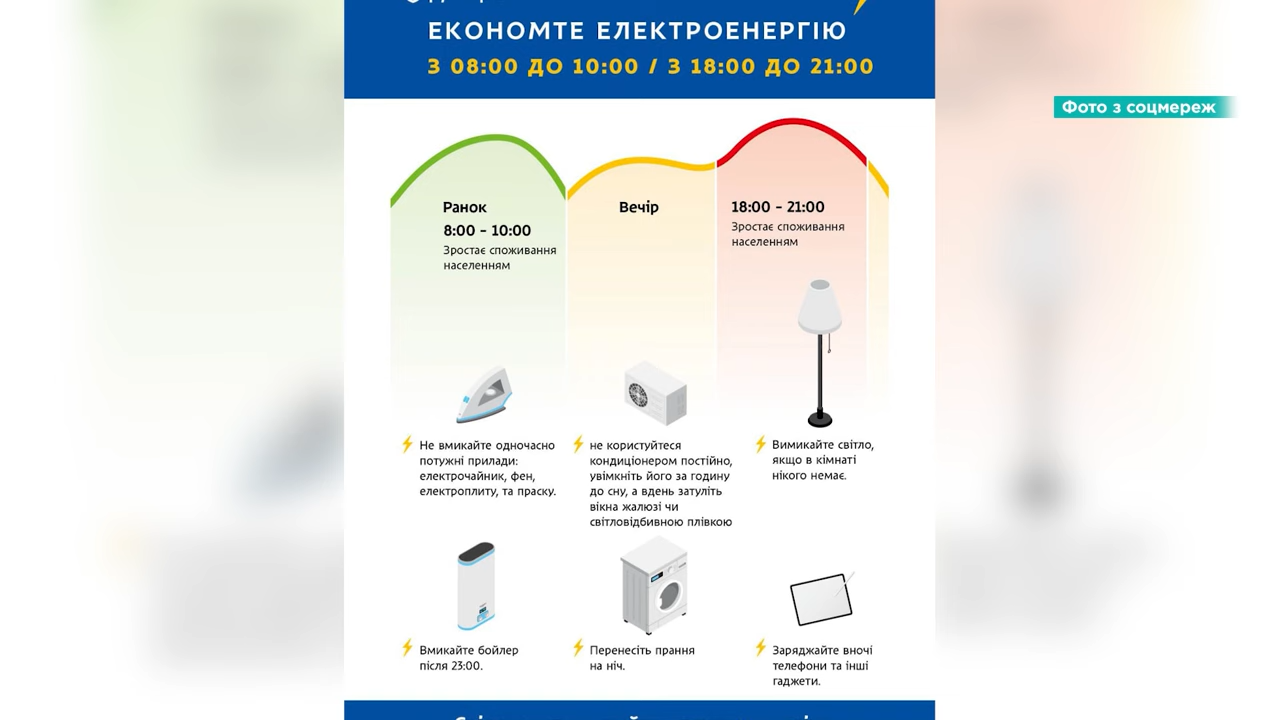 ЕКОНОМТЕ ЕЛЕКТРОЕНЕРГІЮ
З 08:00 ДО 10:00 / З 18:00 ДО 21:00
Фото з соцмереж
Ранок
8:00 - 10:00
Зростає споживання
населенням
Вечір
18:00 - 21:00
Зростає споживання
населенням
Не вмикайте одночасно
потужні прилади:
електрочайник, фен,
електроплиту, та праску.
не користуйтеся
кондиціонером постійно,
увімкніть його за годину
до сну, а вдень затуліть
вікна жалюзі чи
світловідбивною плівкою
Вимикайте світло,
якщо в кімнаті
нікого немає.
Вмикайте бойлер
після 23:00.
Перенесіть прання
на ніч.
Заряджайте вночі
телефони та інші
гаджети.